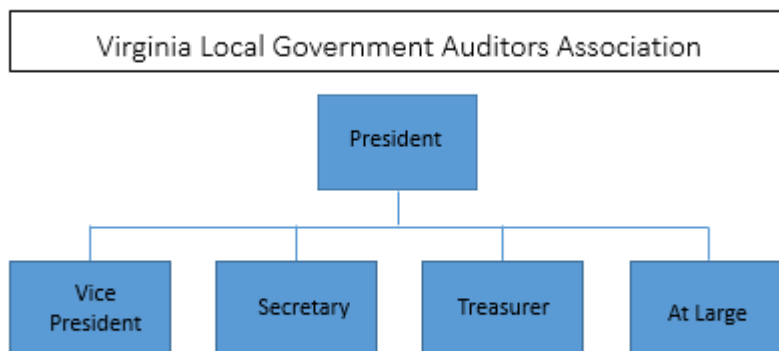 Virginia Local Government Auditors Association
President
Vice
President
Secretary
Treasurer
At Large